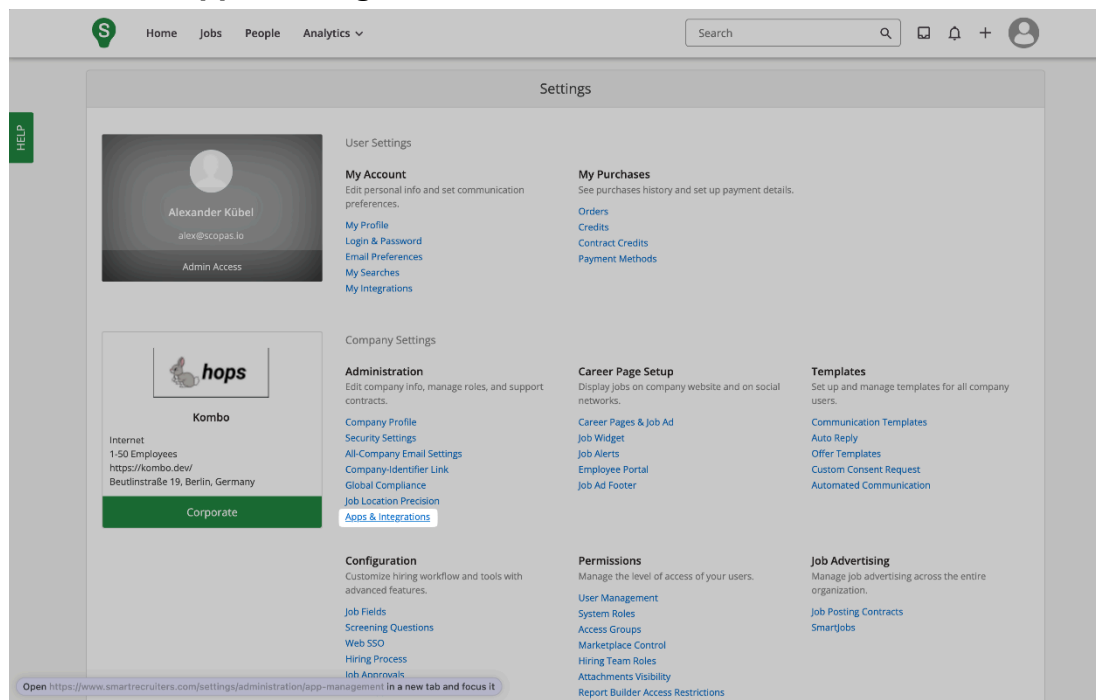 S
Home Jobs People Analytics
Search
Settings
HELP
Alexander Kübel
alex@scopas.io
Admin Access
User Settings
My Account
Edit personal info and set communication
preferences.
My Profile
Login & Password
Email Preferences
My Searches
My Integrations
My Purchases
See purchases history and set up payment details.
Orders
Credits
Contract Credits
Payment Methods
hops
Kombo
Internet
1-50 Employees
https://kombo.dev/
Beutlinstraße 19, Berlin, Germany
Corporate
Company Settings
Administration
Edit company info, manage roles, and support
contracts.
Company Profile
Security Settings
All-Company Email Settings
Company-Identifier Link
Global Compliance
Job Location Precision
Apps & Integrations
Career Page Setup
Display jobs on company website and on social
networks.
Career Pages & Job Ad
Job Widget
Job Alerts
Employee Portal
Job Ad Footer
Templates
Set up and manage templates for all company
users.
Communication Templates
Auto Reply
Offer Templates
Custom Consent Request
Automated Communication
Configuration
Customize hiring workflow and tools with
advanced features.
Job Fields
Screening Questions
Web SSO
Hiring Process
Job Approvals
Permissions
Manage the level of access of your users.
User Management
System Roles
Access Groups
Marketplace Control
Hiring Team Roles
Attachments Visibility
Report Builder Access Restrictions
Job Advertising
Manage job advertising across the entire
organization.
Job Posting Contracts
SmartJobs
Open https://www.smartrecruiters.com/settings/administration/app-management in a new tab and focus it